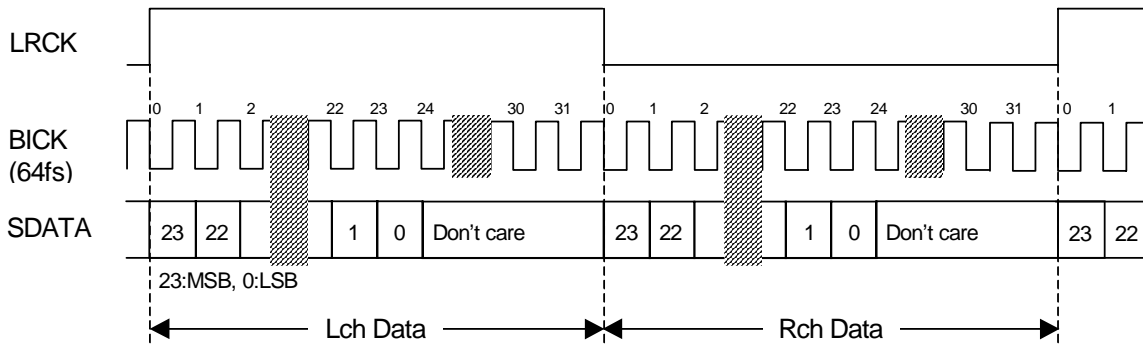 LRCK
0 1 2 22 23 24 30 31 0 1 2 22 23 24 30 31 0 1
BICK
(64fs)
SDATA 23 22 1 0 Don't care 23 22 1 0 Don't care 23 22
23:MSB, 0:LSB
Lch Data Rch Data